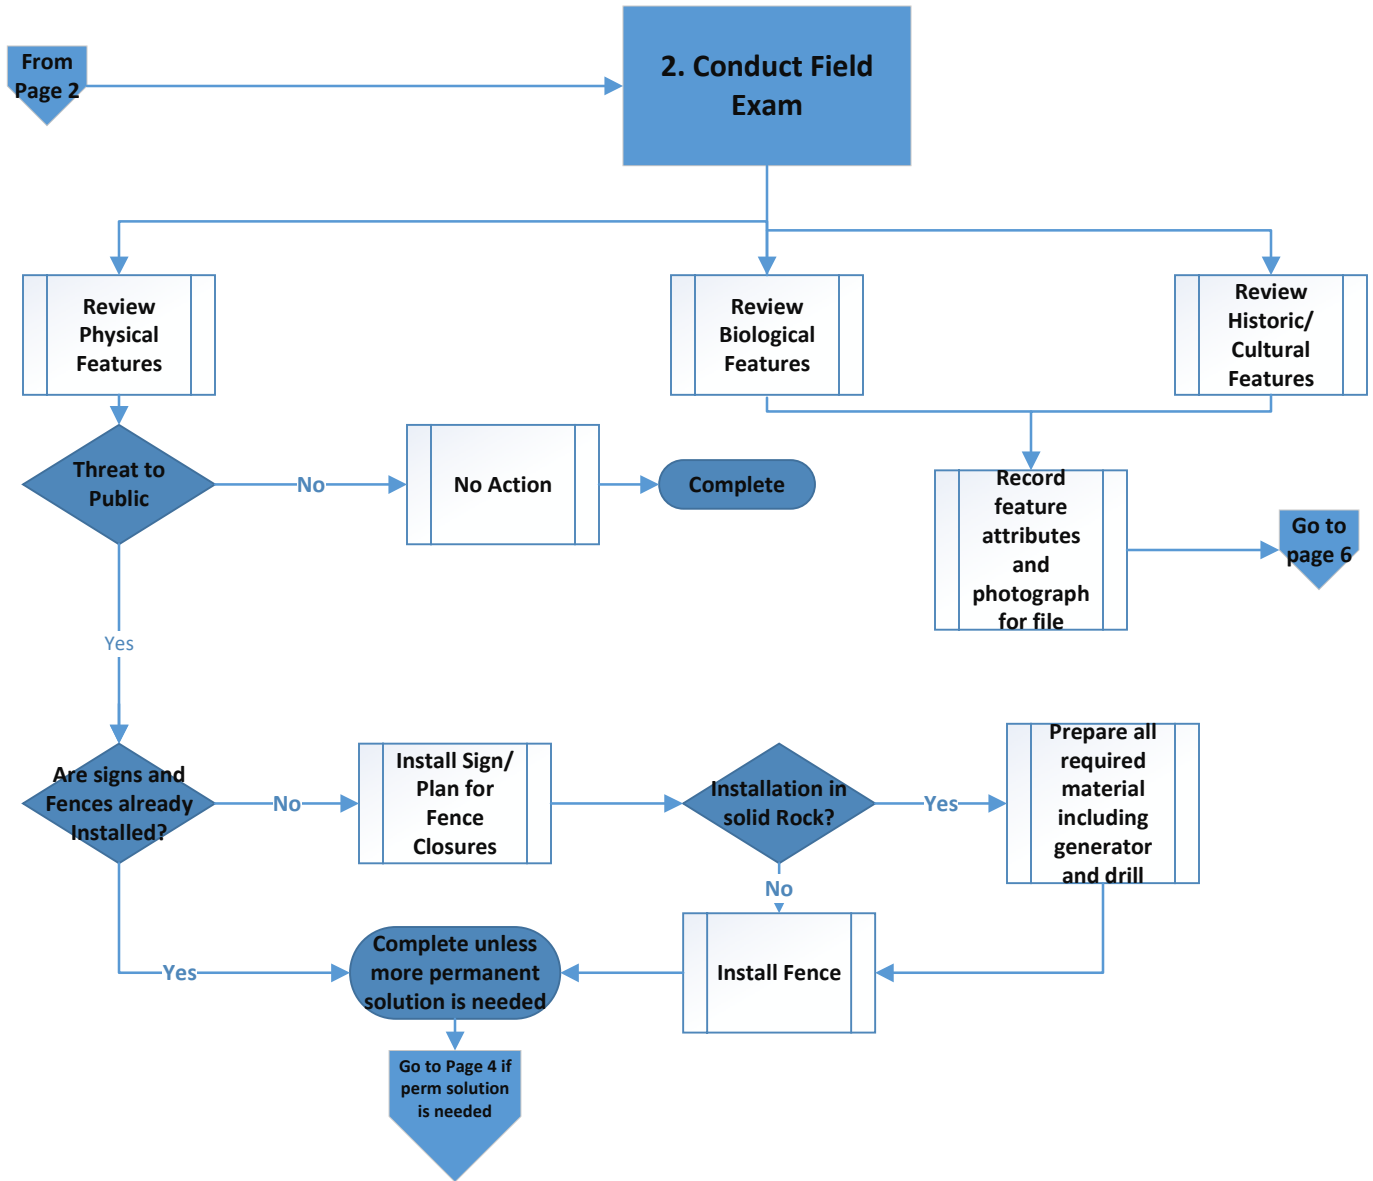 From
Page 2
2. Conduct Field
Exam
Review
Physical
Features
Review
Biological
Features
Review
Historic/
Cultural
Features
Threat to
Public
No
No Action
Complete
Record
feature
attributes
and
photograph
for file
Go to
page 6
Yes
Are signs and
Fences already
Installed?
No
Install Sign/
Plan for
Fence
Closures
Installation in
solid Rock?
Yes
Prepare all
required
material
including
generator
and drill
No
Yes
Complete unless
more permanent
solution is needed
Install Fence
Go to Page 4 if
perm solution
is needed